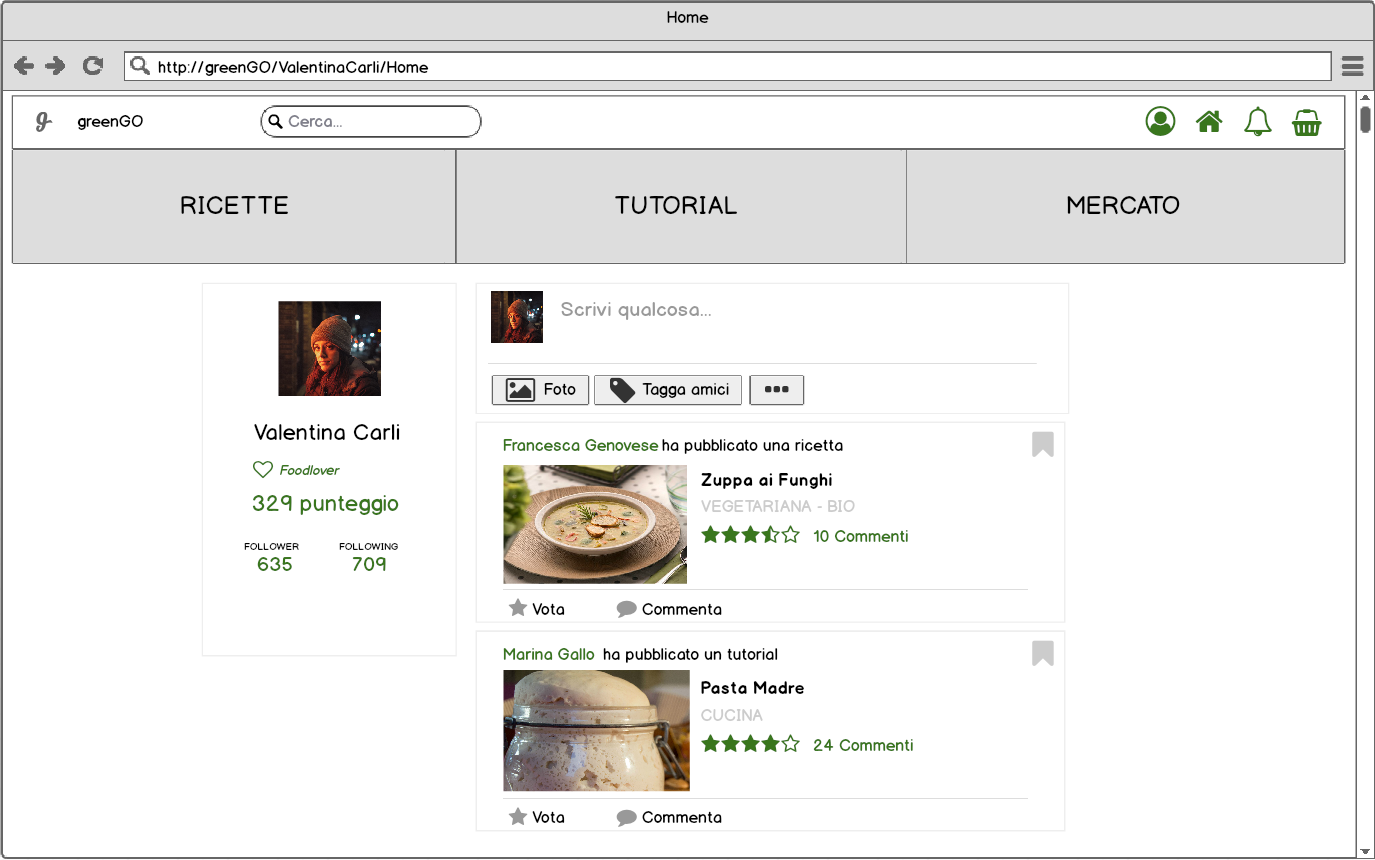 Home
http://greenGO/ValentinaCarli/Home
g greenGO Cerca...
RICETTE TUTORIAL MERCATO
Valentina Carli
Foodlover
329 punteggio
FOLLOWER FOLLOWING
635 709
Scrivi qualcosa...
Foto Tagga amici
Francesca Genovese ha pubblicato una ricetta
Zuppa ai Funghi
VEGETARIANA - BIO
10 Commenti
Vota Commenta
Marina Gallo ha pubblicato un tutorial
Pasta Madre
CUCINA
24 Commenti
Vota Commenta